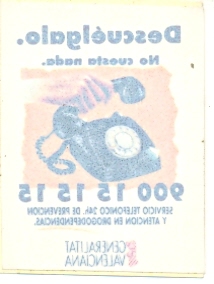 Descuélgalo.
No cuesta nada.
900 15 15 15
SERVICIO TELEFONICO 24h. DE PREVENCION
Y ATENCION EN DROGODEPENDENCIAS.
GENERALITAT
VALENCIANA